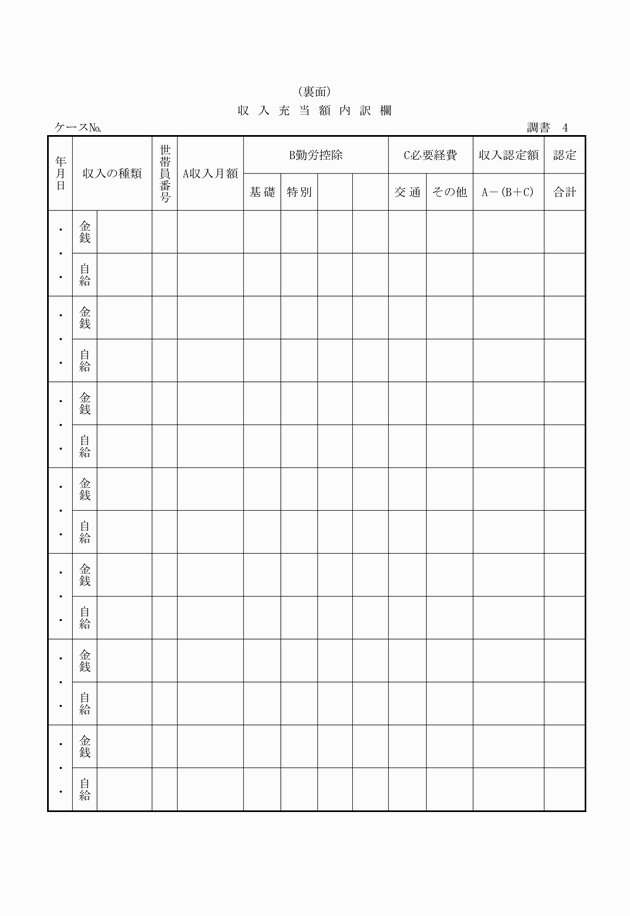 （裏面）
収入充当額内訳欄
ケース№ 調書 4
年月日 収入の種類 世帯員番号 A収入月額 B勤労控除 C必要経費 収入認定額 認定
基礎 特別 交通 その他 A－(B＋C) 合計
・・・ 金銭
自給
・・・ 金銭
自給
・・・ 金銭
自給
・・・ 金銭
自給
・・・ 金銭
自給
・・・ 金銭
自給
・・・ 金銭
自給